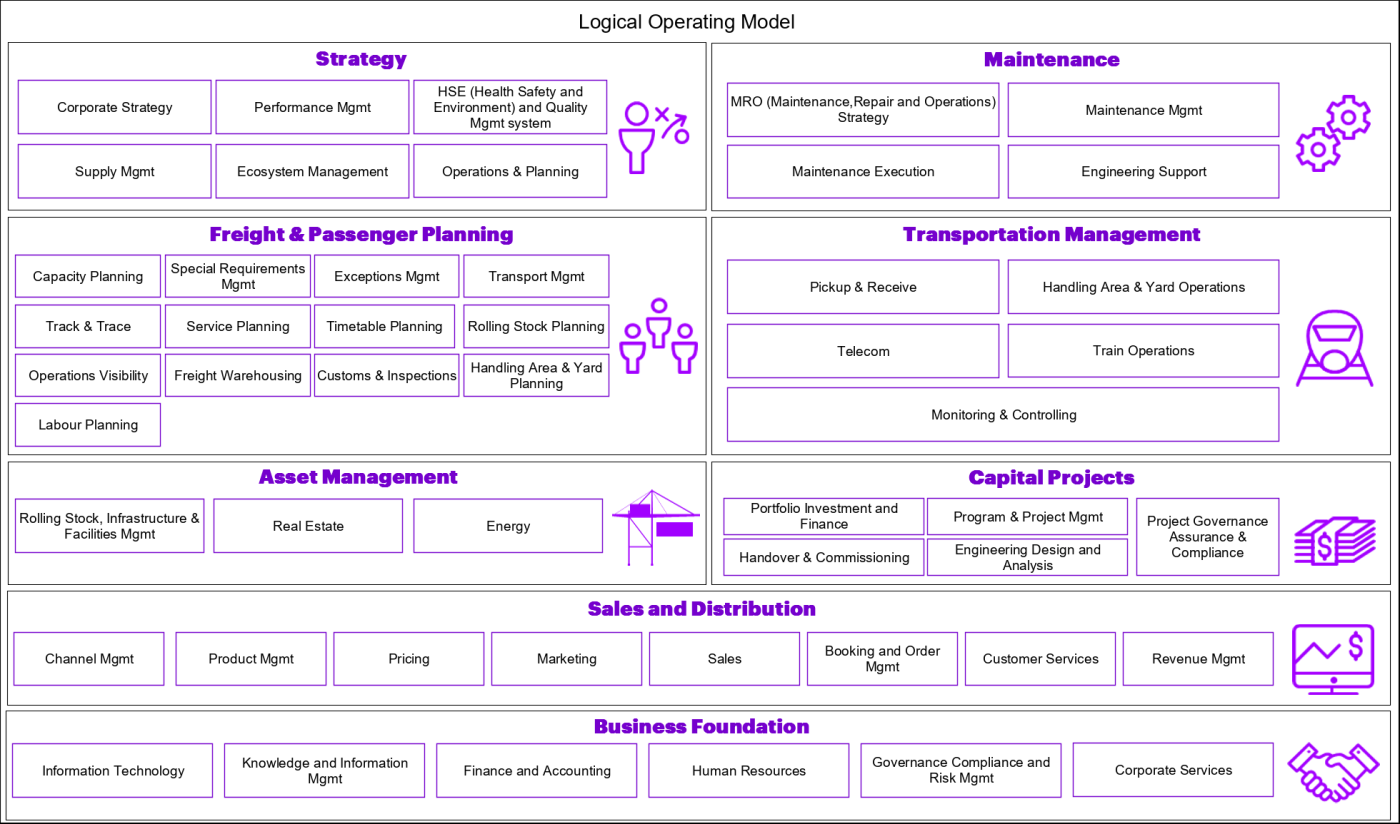 Logical Operating Model
Strategy
Corporate Strategy
Performance Mgmt
HSE (Health Safety and
Environment) and Quality
Mgmt system
Supply Mgmt
Ecosystem Management
Operations & Planning
Maintenance
MRO (Maintenance,Repair and Operations)
Strategy
Maintenance Mgmt
Maintenance Execution
Engineering Support
Freight & Passenger Planning
Capacity Planning
Special Requirements
Mgmt
Exceptions Mgmt
Transport Mgmt
Track & Trace
Service Planning
Timetable Planning
Rolling Stock Planning
Operations Visibility
Freight Warehousing
Customs & Inspections
Handling Area & Yard
Planning
Labour Planning
Transportation Management
Pickup & Receive
Handling Area & Yard Operations
Telecom
Train Operations
Monitoring & Controlling
Asset Management
Rolling Stock, Infrastructure &
Facilities Mgmt
Real Estate
Energy
Capital Projects
Portfolio Investment and
Finance
Program & Project Mgmt
Project Governance
Assurance &
Compliance
Handover & Commissioning
Engineering Design and
Analysis
$
Sales and Distribution
Channel Mgmt
Product Mgmt
Pricing
Marketing
Sales
Booking and Order
Mgmt
Customer Services
Revenue Mgmt
$
Business Foundation
Information Technology
Knowledge and Information
Mgmt
Finance and Accounting
Human Resources
Governance Compliance and
Risk Mgmt
Corporate Services